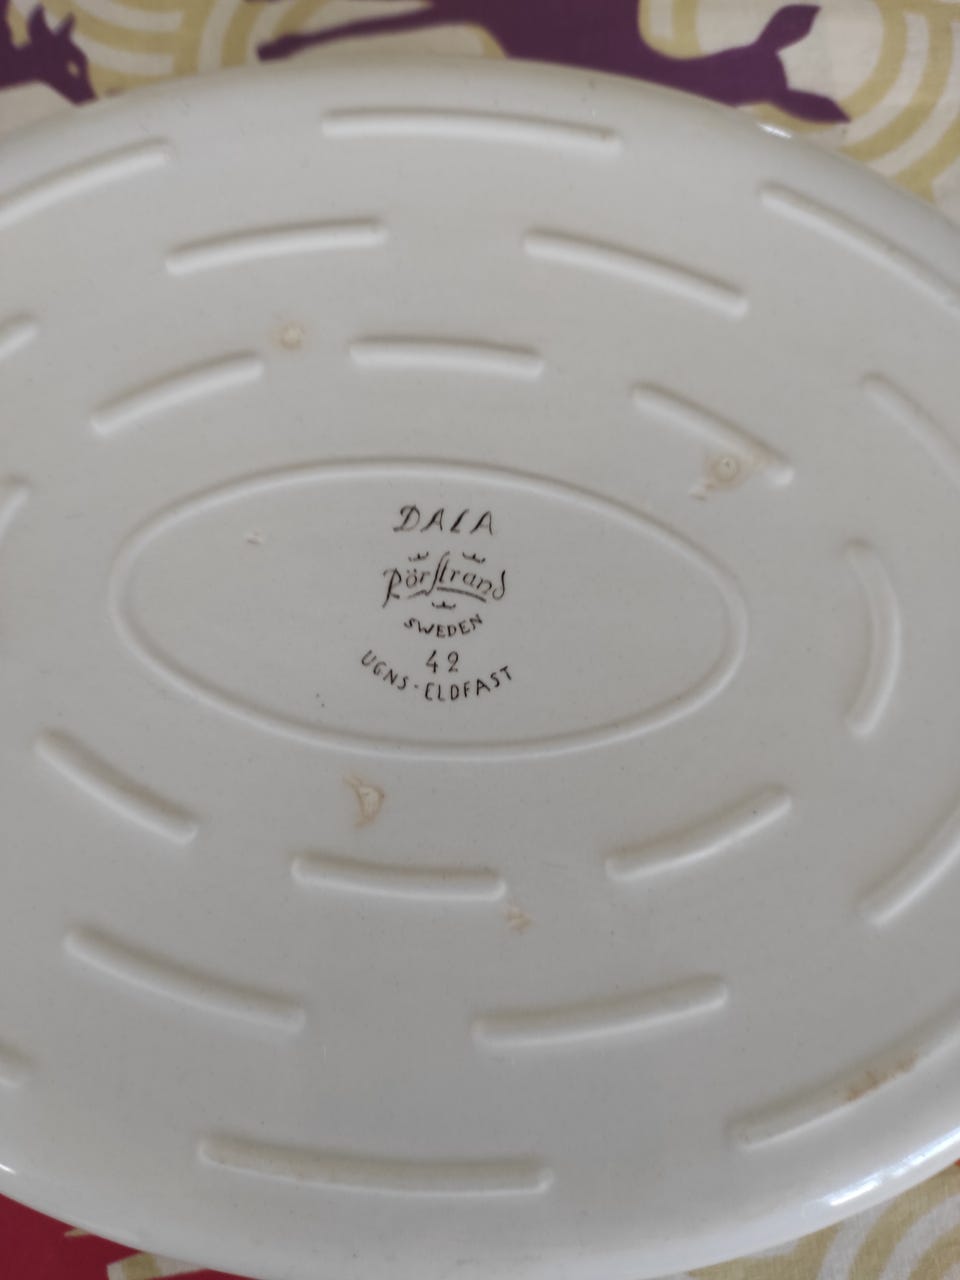 DALA
Rörstrand
SWEDEN
42
UGNS-ELDFAST